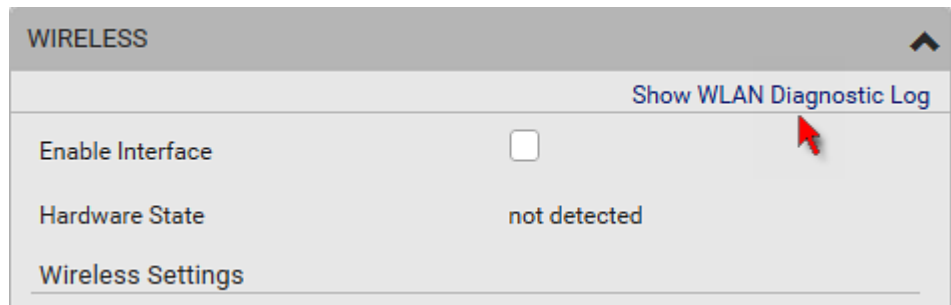 WIRELESS
Show WLAN Diagnostic Log
Enable Interface
Hardware State not detected
Wireless Settings